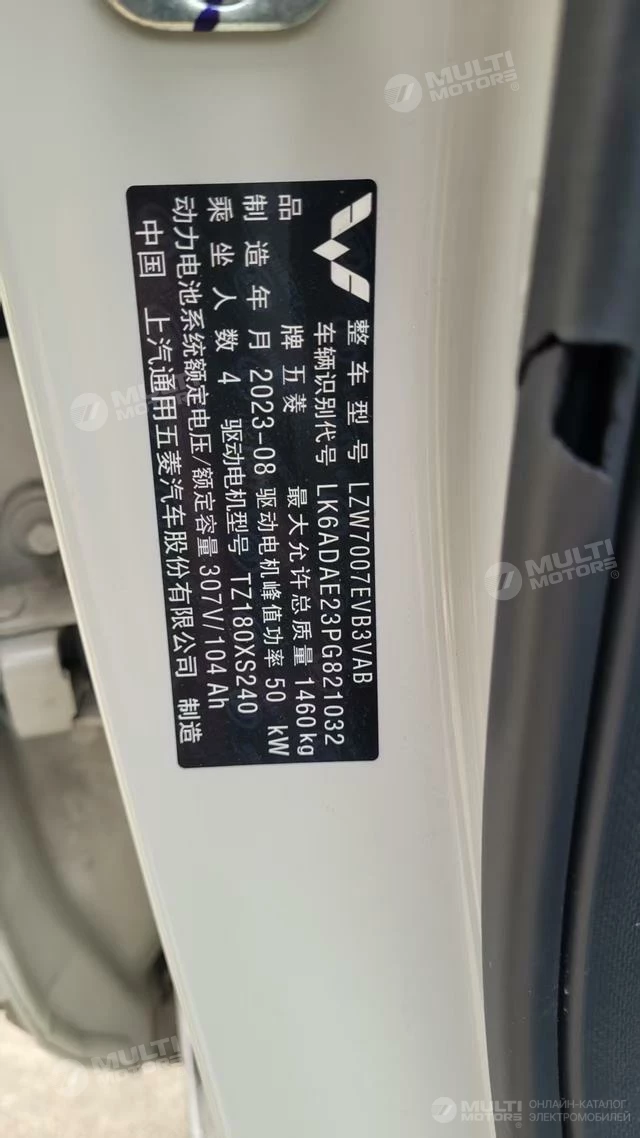 整车型号 LZW7007EVB3VAB
车辆识别代号 LK6ADAE23PG821032
品牌 五菱 最大允许总质量 1460kg
制造年月 2023-08 驱动电机峰值功率 50 kW
乘坐人数 4 驱动电机型号 TZ180XS240
动力电池系统额定电压/额定容量 307V/104Ah
中国 上汽通用五菱汽车股份有限公司 制造
MULTI MOTORS®
MULTI MOTORS®
MULTI MOTORS®
MULTI MOTORS®
MULTI MOTORS®
ОНЛАЙН-КАТАЛОГ
ЭЛЕКТРОМОБИЛЕЙ